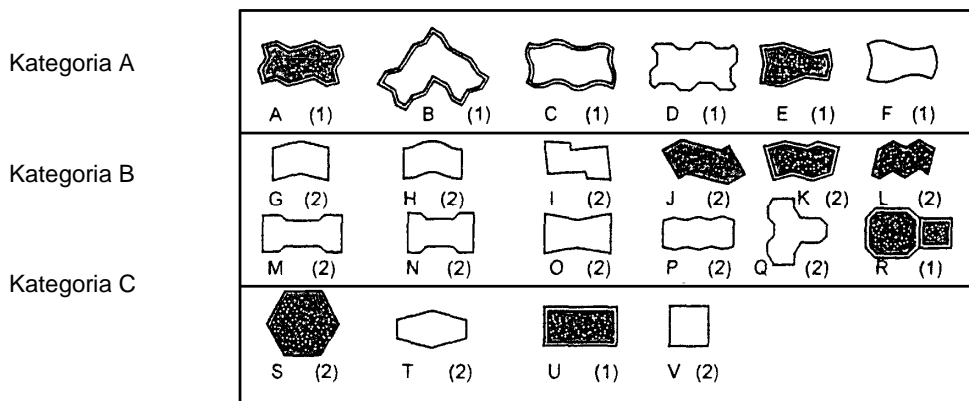 Kategoria A
A (1) B (1) C (1) D (1) E (1) F (1)
Kategoria B
G (2) H (2) I (2) J (2) K (2) L (2)
M (2) N (2) O (2) P (2) Q (2) R (1)
Kategoria C
S (2) T (2) U (1) V (2)